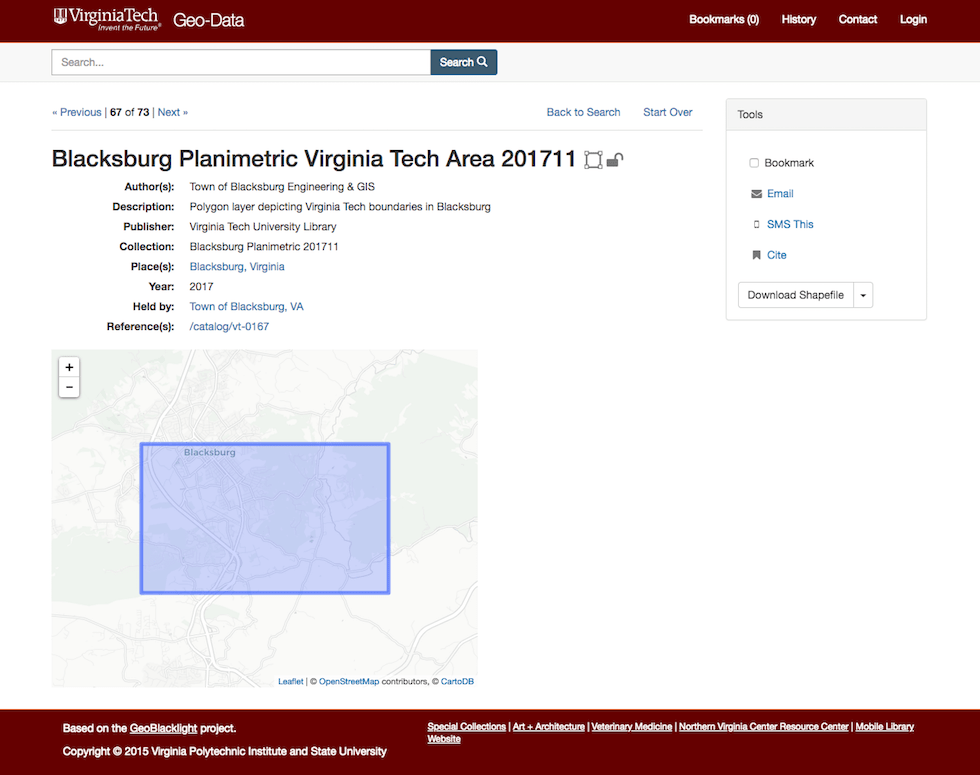 VirginiaTech
Invent the Future®
Geo-Data
Bookmarks (0) History Contact Login
Search...
Search
« Previous | 67 of 73 | Next »
Back to Search Start Over
Tools
Blacksburg Planimetric Virginia Tech Area 201711
Author(s): Town of Blacksburg Engineering & GIS
Description: Polygon layer depicting Virginia Tech boundaries in Blacksburg
Publisher: Virginia Tech University Library
Collection: Blacksburg Planimetric 201711
Place(s): Blacksburg, Virginia
Year: 2017
Held by: Town of Blacksburg, VA
Reference(s): /catalog/vt-0167
Bookmark
Email
SMS This
Cite
Download Shapefile
+
−
Blacksburg
Leaflet | © OpenStreetMap contributors, © CartoDB
Based on the GeoBlacklight project.
Copyright © 2015 Virginia Polytechnic Institute and State University
Special Collections | Art + Architecture | Veterinary Medicine | Northern Virginia Center Resource Center | Mobile Library
Website